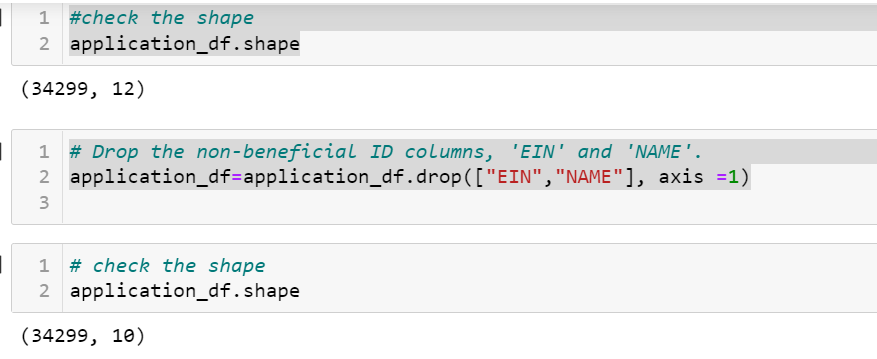 1 #check the shape
2 application_df.shape
(34299, 12)
1 # Drop the non-beneficial ID columns, 'EIN' and 'NAME'.
2 application_df=application_df.drop(["EIN","NAME"], axis =1)
3
1 # check the shape
2 application_df.shape
(34299, 10)